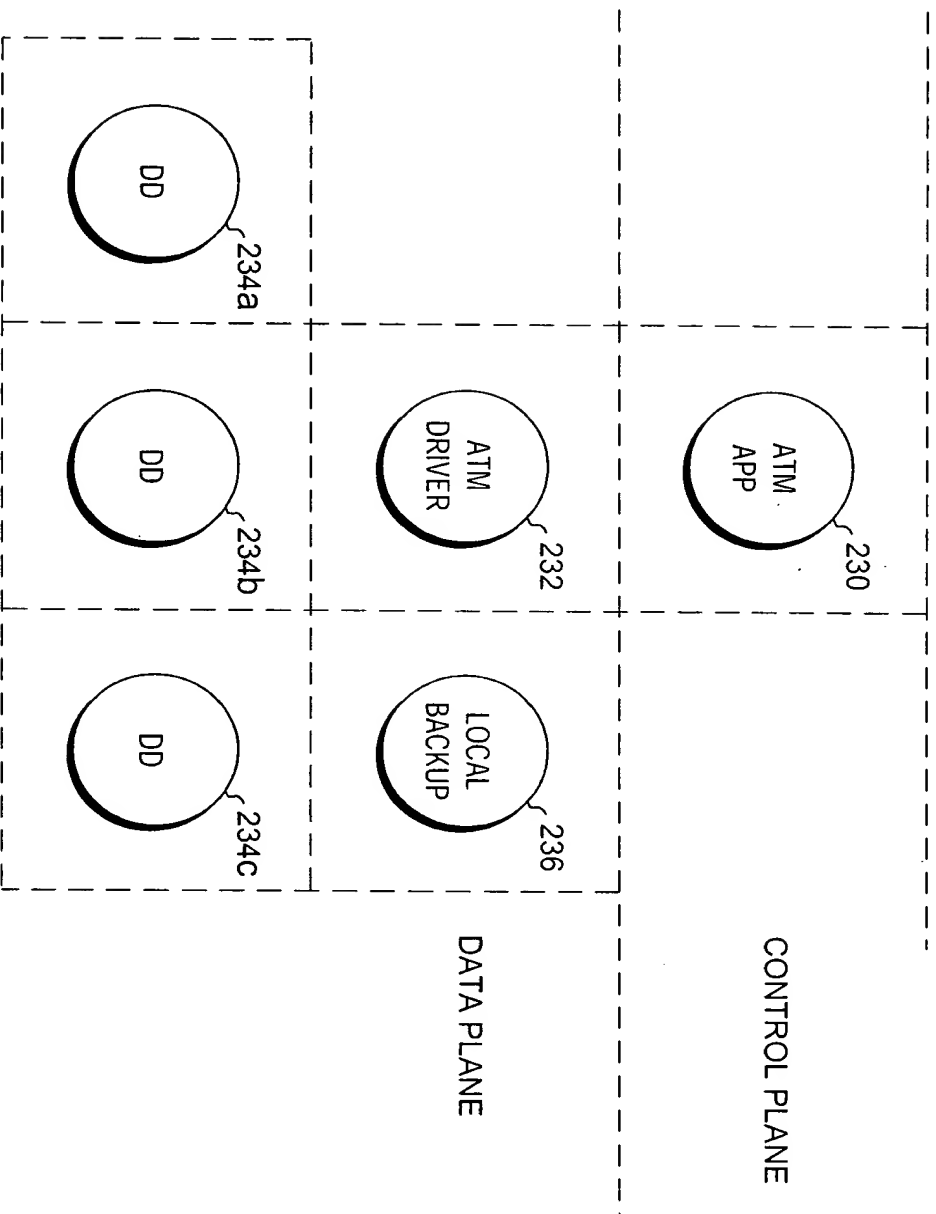 230
ATM
APP
CONTROL PLANE
232
ATM
DRIVER
236
LOCAL
BACKUP
DATA PLANE
234a
DD
234b
DD
234c
DD